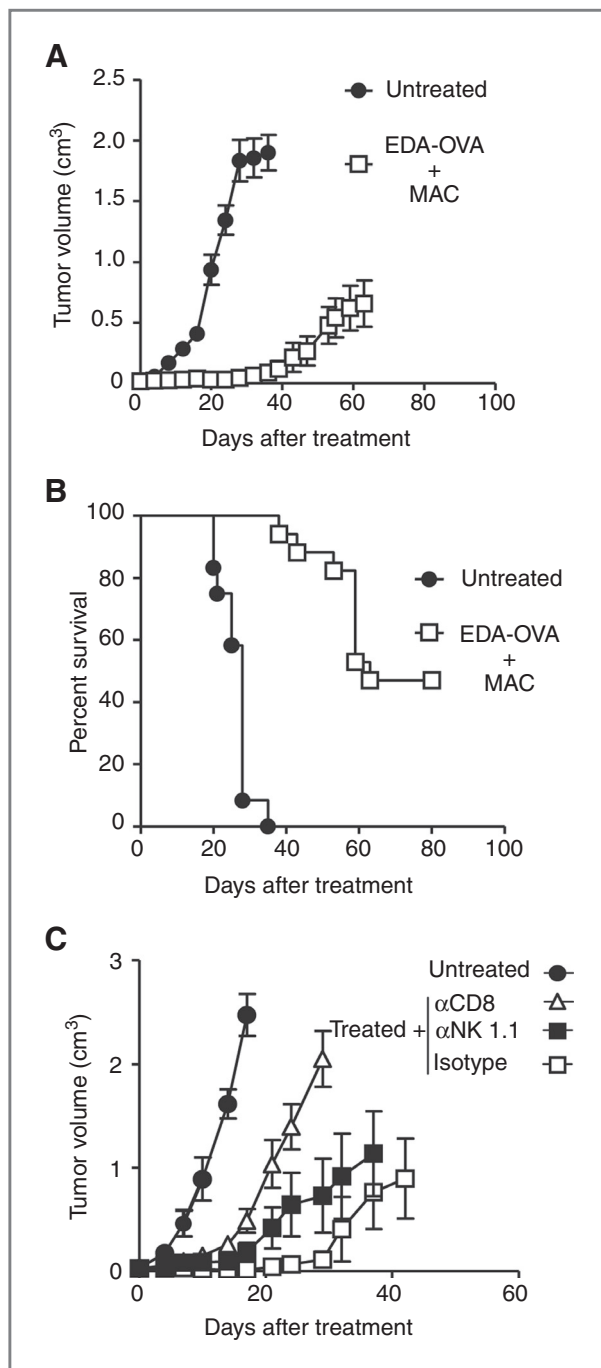 A
Tumor volume (cm³)
2.5
2.0
1.5
1.0
0.5
0
0
20
40
60
80
100
Days after treatment
Untreated
EDA-OVA
+
MAC
B
Percent survival
100
80
60
40
20
0
0
20
40
60
80
100
Days after treatment
Untreated
EDA-OVA
+
MAC
C
Tumor volume (cm³)
3
2
1
0
0
20
40
60
Days after treatment
Untreated
αCD8
Treated + αNK 1.1
Isotype